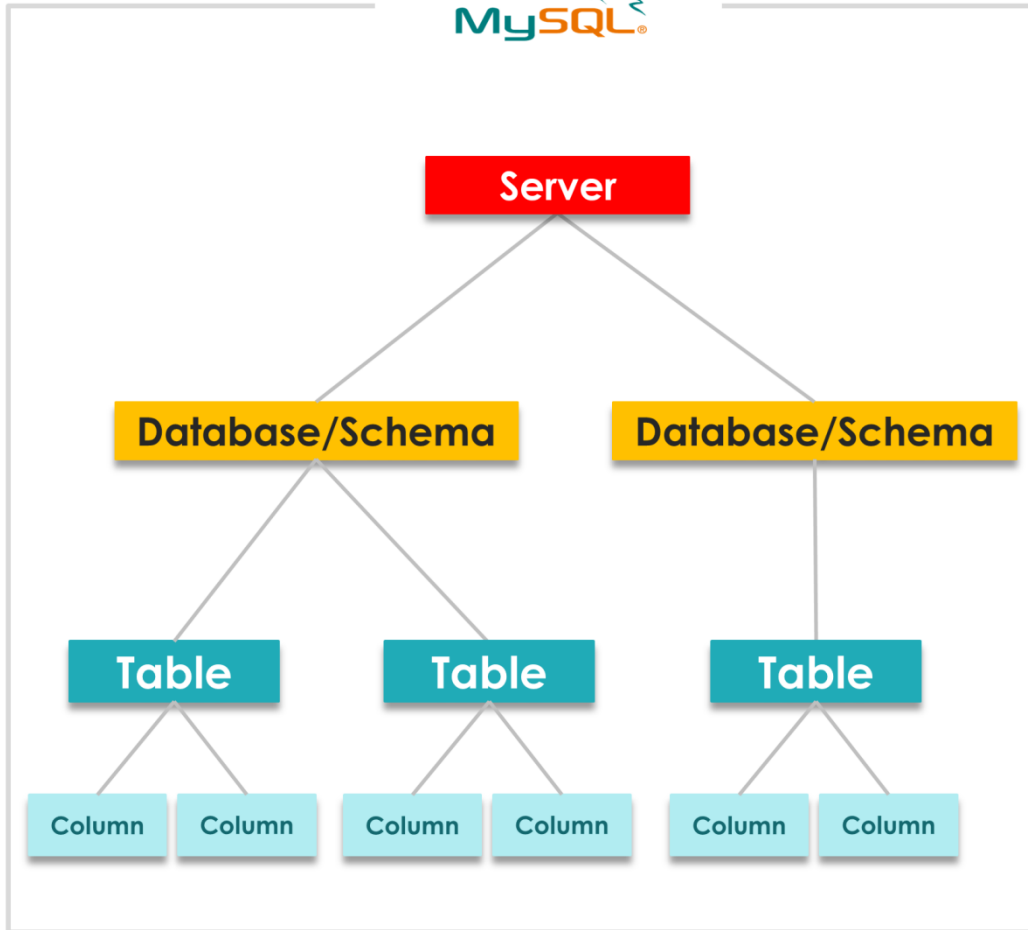 MySQL®
Server
Database/Schema Database/Schema
Table Table Table
Column Column Column Column Column Column